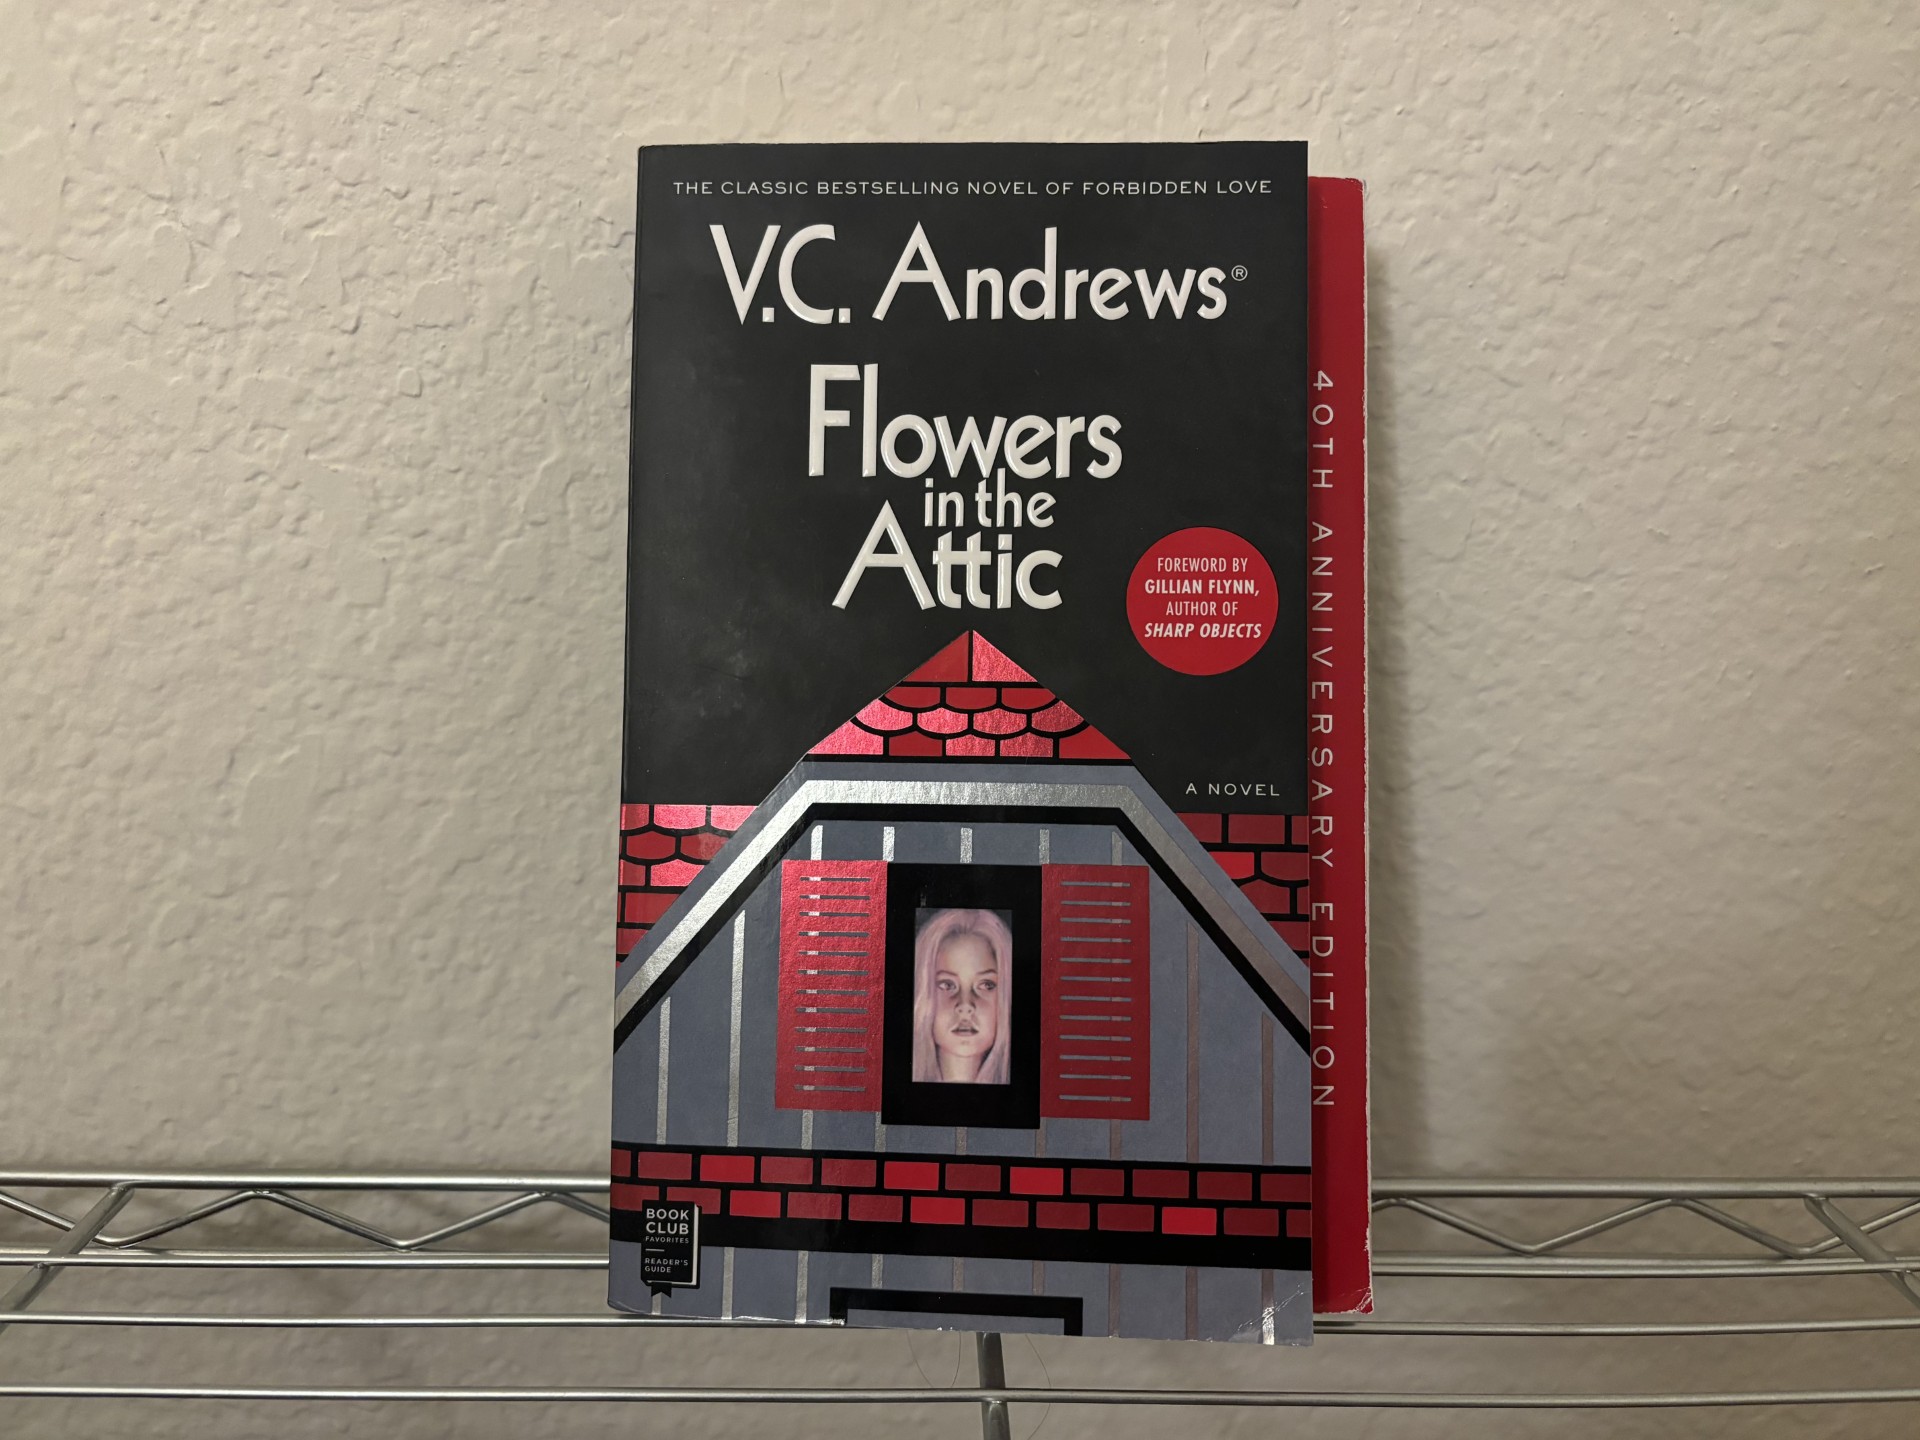 THE CLASSIC BESTSELLING NOVEL OF FORBIDDEN LOVE
V.C. Andrews®
Flowers
in the
Attic
FOREWORD BY
GILLIAN FLYNN,
AUTHOR OF
SHARP OBJECTS
A NOVEL
40TH ANNIVERSARY EDITION
BOOK
CLUB
FAVORITES
READER'S
GUIDE